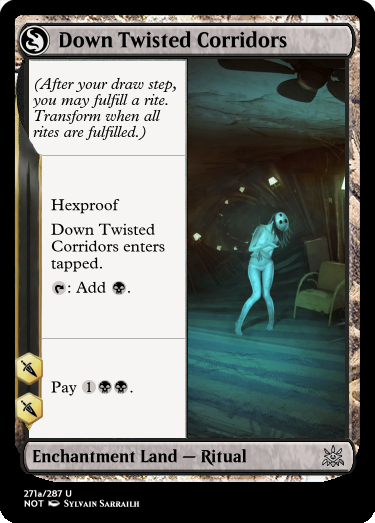 Down Twisted Corridors
(After your draw step,
you may fulfill a rite.
Transform when all
rites are fulfilled.)
Hexproof
Down Twisted
Corridors enters
tapped.
: Add .
Pay 1.
Enchantment Land — Ritual
271a/287 U
NOT SYLVAIN SARRAILH